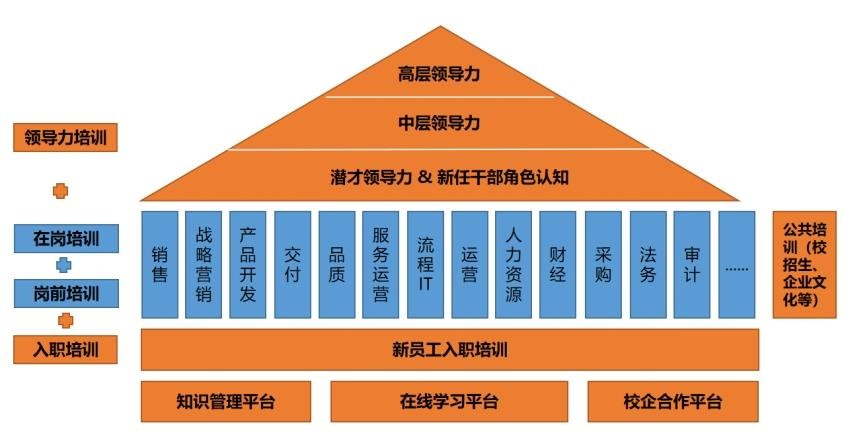 高层领导力
中层领导力
潜才领导力 & 新任干部角色认知
领导力培训
在岗培训
岗前培训
入职培训
销售
战略营销
产品开发
交付
品质
服务运营
流程IT
运营
人力资源
财经
采购
法务
审计
......
公共培
训（校
招生、
企业文
化等）
新员工入职培训
知识管理平台
在线学习平台
校企合作平台